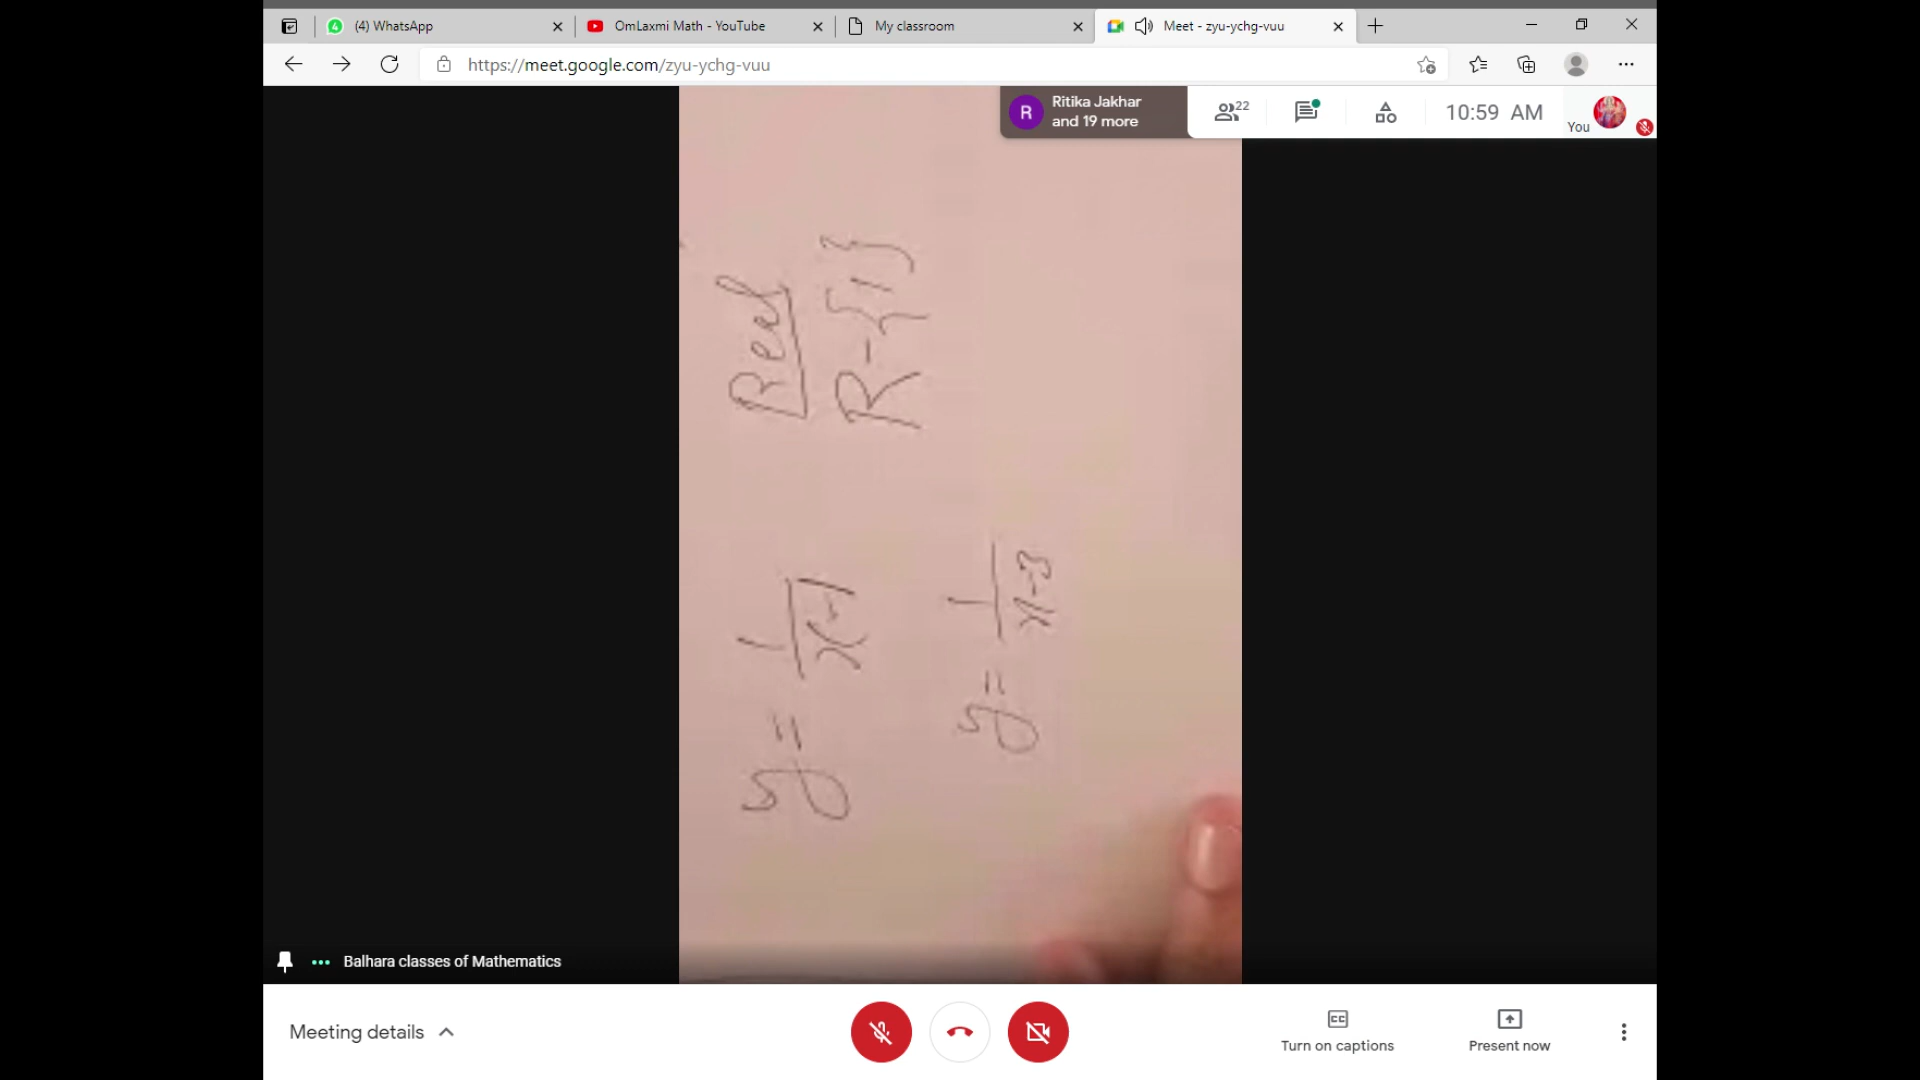 (4) WhatsApp
OmLaxmi Math - YouTube
My classroom
Meet - zyu-ychg-vuu
https://meet.google.com/zyu-ychg-vuu
Ritika Jakhar
and 19 more
22
10:59 AM
You
y = 1/(x-1) Real
R-{1}
y = 1/(x-3)
Balhara classes of Mathematics
Meeting details
CC
Turn on captions
Present now